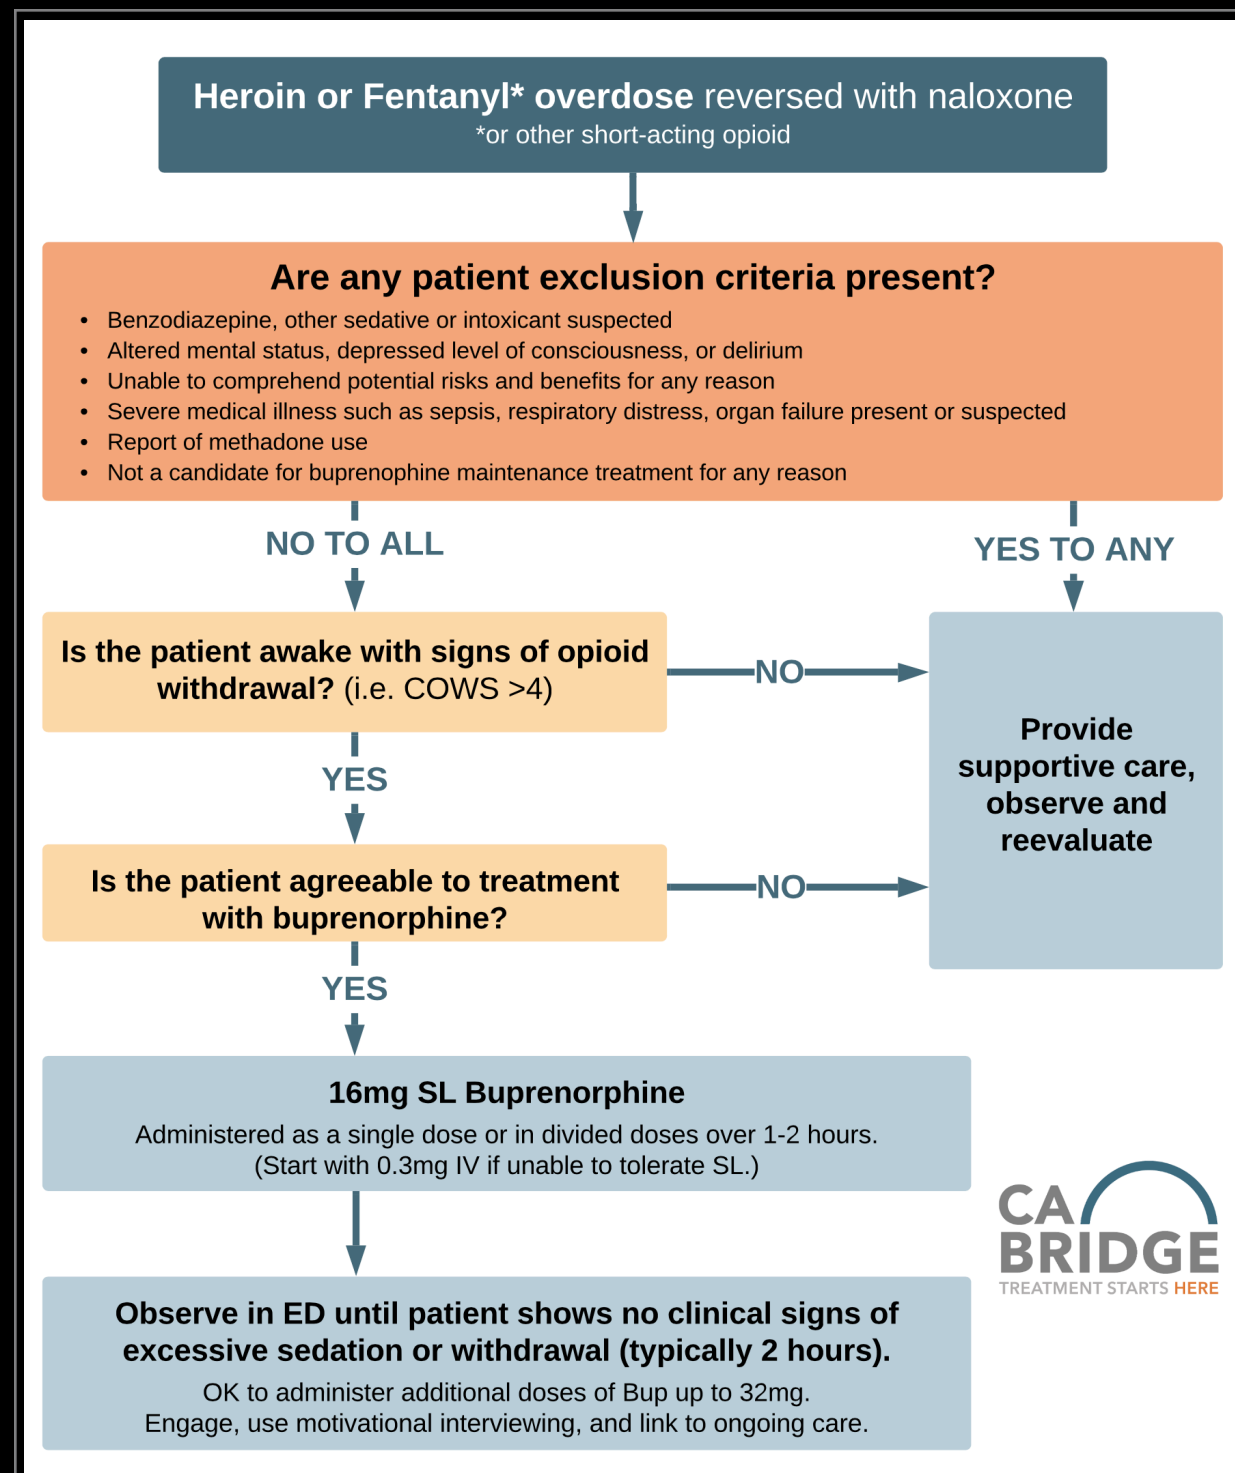 Heroin or Fentanyl* overdose reversed with naloxone
*or other short-acting opioid
Are any patient exclusion criteria present?
• Benzodiazepine, other sedative or intoxicant suspected
• Altered mental status, depressed level of consciousness, or delirium
• Unable to comprehend potential risks and benefits for any reason
• Severe medical illness such as sepsis, respiratory distress, organ failure present or suspected
• Report of methadone use
• Not a candidate for buprenophine maintenance treatment for any reason
NO TO ALL
YES TO ANY
Is the patient awake with signs of opioid
withdrawal? (i.e. COWS >4)
NO
Provide
supportive care,
observe and
reevaluate
YES
Is the patient agreeable to treatment
with buprenorphine?
NO
YES
16mg SL Buprenorphine
Administered as a single dose or in divided doses over 1-2 hours.
(Start with 0.3mg IV if unable to tolerate SL.)
CA
BRIDGE
TREATMENT STARTS HERE
Observe in ED until patient shows no clinical signs of
excessive sedation or withdrawal (typically 2 hours).
OK to administer additional doses of Bup up to 32mg.
Engage, use motivational interviewing, and link to ongoing care.